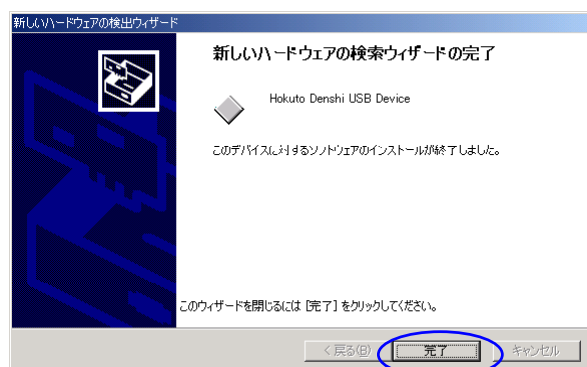 新しいハードウェアの検出ウィザード
新しいハードウェアの検索ウィザードの完了
Hokuto Denshi USB Device
このデバイスに対するソフトウェアのインストールが終了しました。
このウィザードを閉じるには [完了] をクリックしてください。
< 戻る(B)
完了
キャンセル